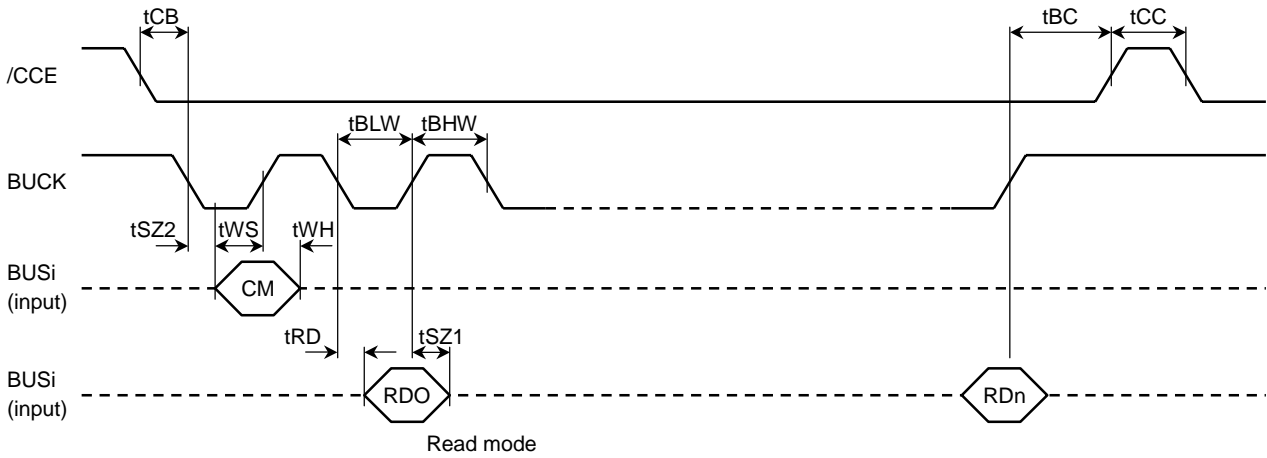 tCB tBC tCC
/CCE
tBLW tBHW
BUCK
tSZ2 tWS tWH
BUSi
(input)
CM
tRD tSZ1
BUSi
(input)
RDO RDn
Read mode